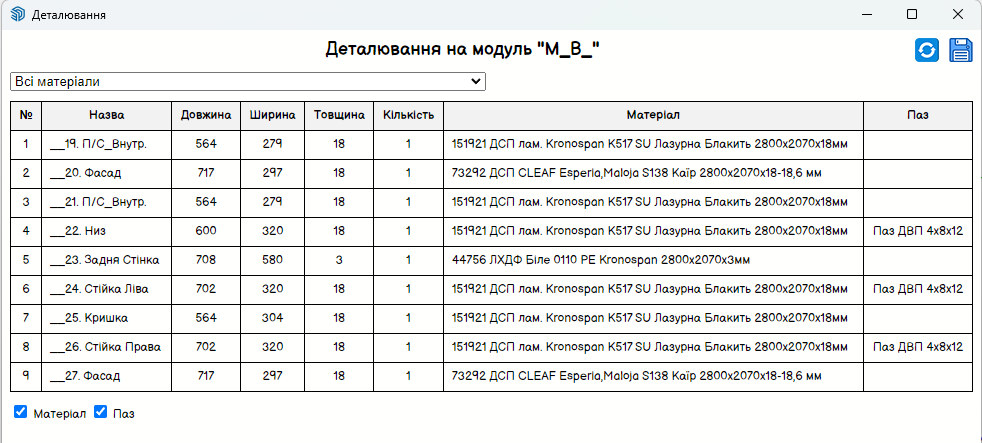 Деталювання
Деталювання на модуль "М_В_"
Всі матеріали
№ Назва Довжина Ширина Товщина Кількість Матеріал Паз
1 __19. П/С_Внутр. 564 279 18 1 151921 ДСП лам. Kronospan K517 SU Лазурна Блакить 2800x2070x18мм
2 __20. Фасад 717 297 18 1 73292 ДСП CLEAF Esperia,Maloja S138 Каїр 2800x2070x18-18,6 мм
3 __21. П/С_Внутр. 564 279 18 1 151921 ДСП лам. Kronospan K517 SU Лазурна Блакить 2800x2070x18мм
4 __22. Низ 600 320 18 1 151921 ДСП лам. Kronospan K517 SU Лазурна Блакить 2800x2070x18мм Паз ДВП 4x8x12
5 __23. Задня Стінка 708 580 3 1 44756 ЛХДФ Біле 0110 PE Kronospan 2800x2070x3мм
6 __24. Стійка Ліва 702 320 18 1 151921 ДСП лам. Kronospan K517 SU Лазурна Блакить 2800x2070x18мм Паз ДВП 4x8x12
7 __25. Кришка 564 304 18 1 151921 ДСП лам. Kronospan K517 SU Лазурна Блакить 2800x2070x18мм
8 __26. Стійка Права 702 320 18 1 151921 ДСП лам. Kronospan K517 SU Лазурна Блакить 2800x2070x18мм Паз ДВП 4x8x12
9 __27. Фасад 717 297 18 1 73292 ДСП CLEAF Esperia,Maloja S138 Каїр 2800x2070x18-18,6 мм
Матеріал Паз